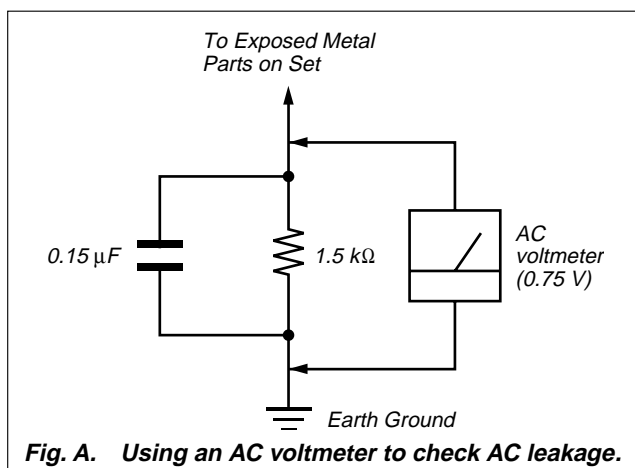 To Exposed Metal
Parts on Set
0.15 μF
1.5 kΩ
AC
voltmeter
(0.75 V)
Earth Ground
Fig. A. Using an AC voltmeter to check AC leakage.